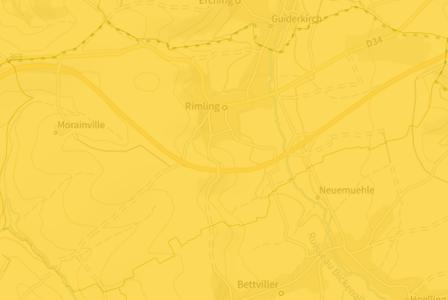 Erching
Guiderkirch
D34
Rimling
Morainville
Neuemuehle
Bettviller